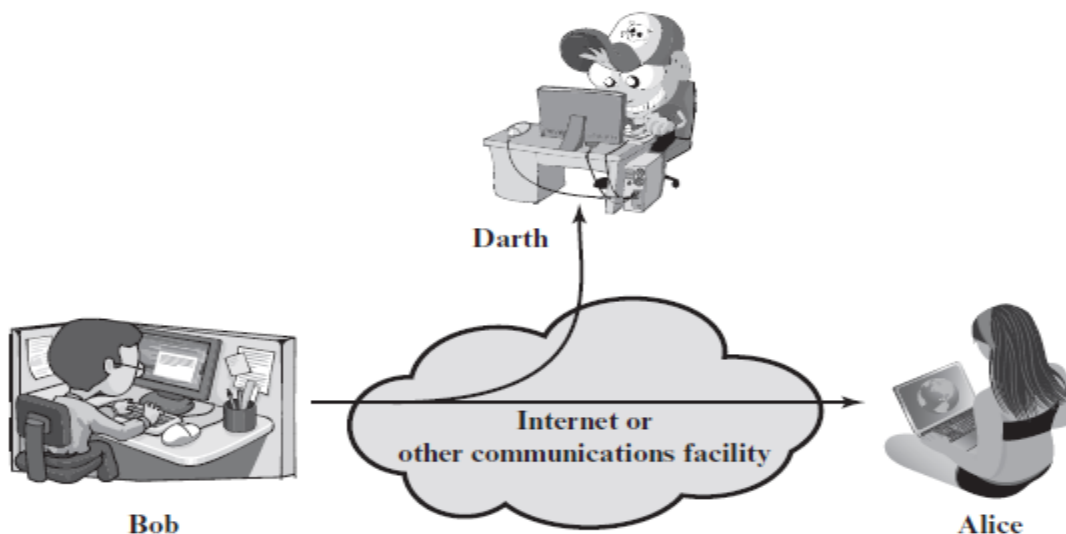 Darth
Internet or
other communications facility
Bob
Alice